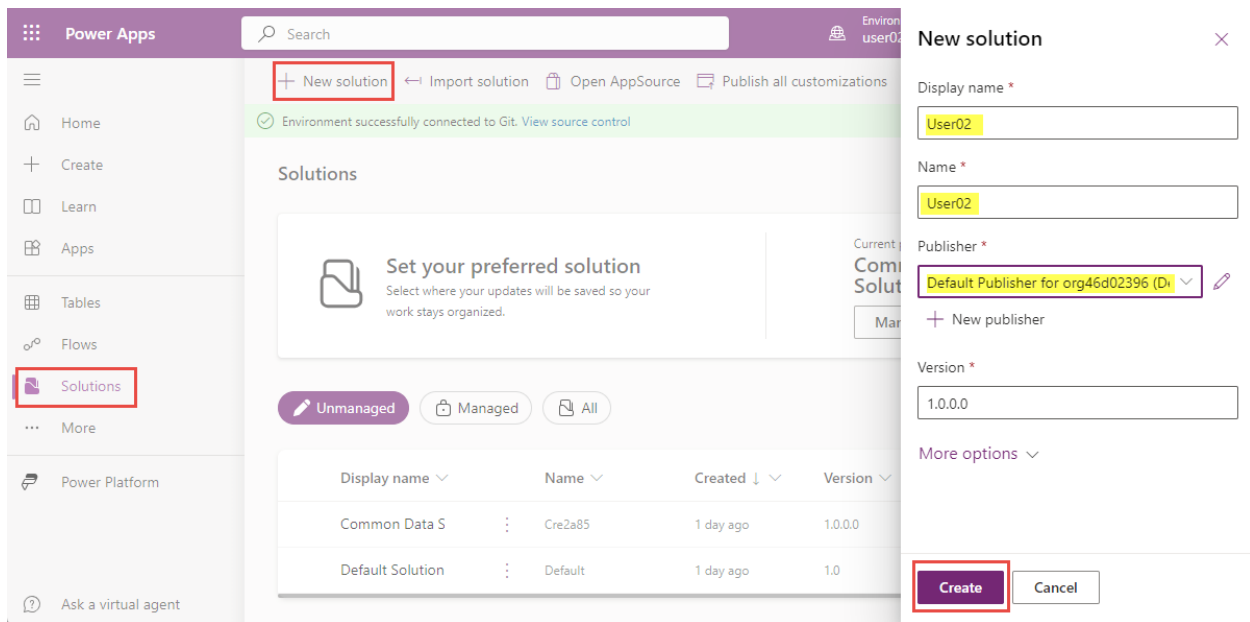 Power Apps
Search
Environ
user02
New solution
Import solution
Open AppSource
Publish all customizations
Environment successfully connected to Git. View source control
Home
Create
Learn
Apps
Tables
Flows
Solutions
More
Power Platform
Ask a virtual agent
Solutions
Set your preferred solution
Select where your updates will be saved so your
work stays organized.
Current p
Comm
Solut
Mar
Unmanaged
Managed
All
Display name
Name
Created ↓
Version
Common Data S
Cre2a85
1 day ago
1.0.0.0
Default Solution
Default
1 day ago
1.0
New solution
Display name *
User02
Name *
User02
Publisher *
Default Publisher for org46d02396 (De
New publisher
Version *
1.0.0.0
More options
Create
Cancel